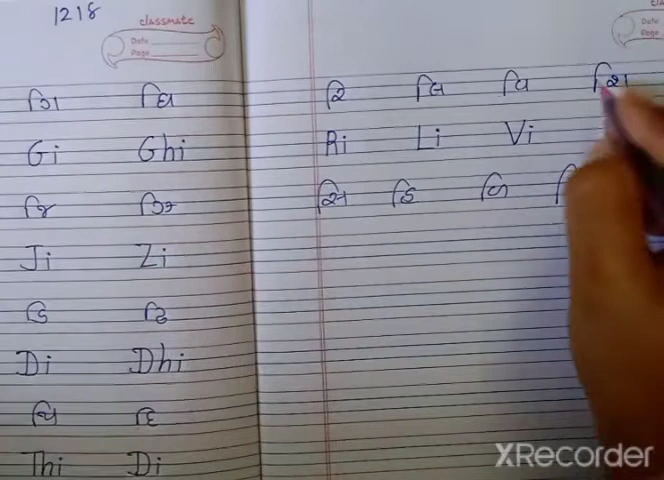 1218
classmate
Date
Page
ગિ ઘિ
Gi Ghi
જિ ઝિ
Ji Zi
ડિ ઢિ
Di Dhi
થિ દિ
Thi Di
રિ લિ વિ શિ
Ri Li Vi
સિ હિ ળિ
XRecorder